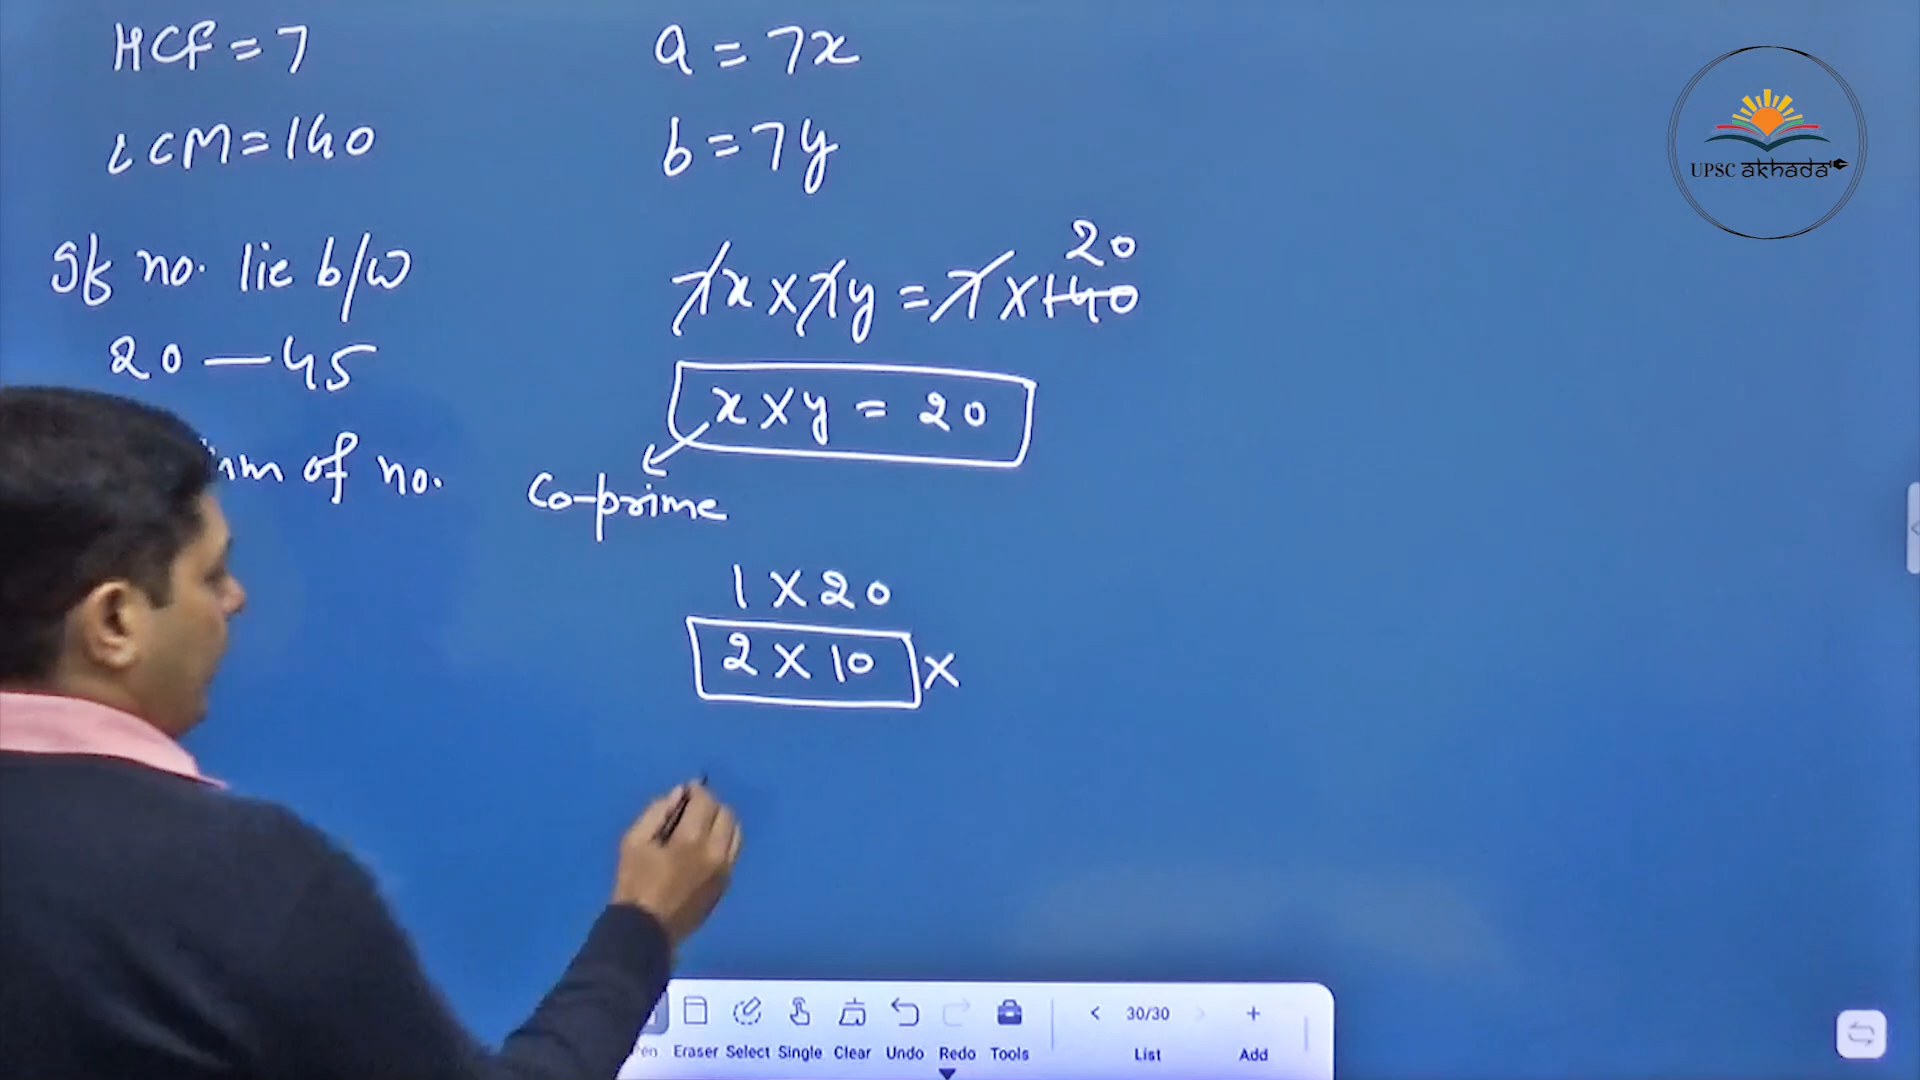 HCF = 7
LCM = 140
If no. lie b/w
20 — 45
of no.
a = 7x
b = 7y
20
7x × 7y = 7 × 140
x × y = 20
Co-prime
1 × 20
2 × 10 ×
UPSC akhada
Eraser Select Single Clear Undo Redo Tools
< 30/30 > +
List Add